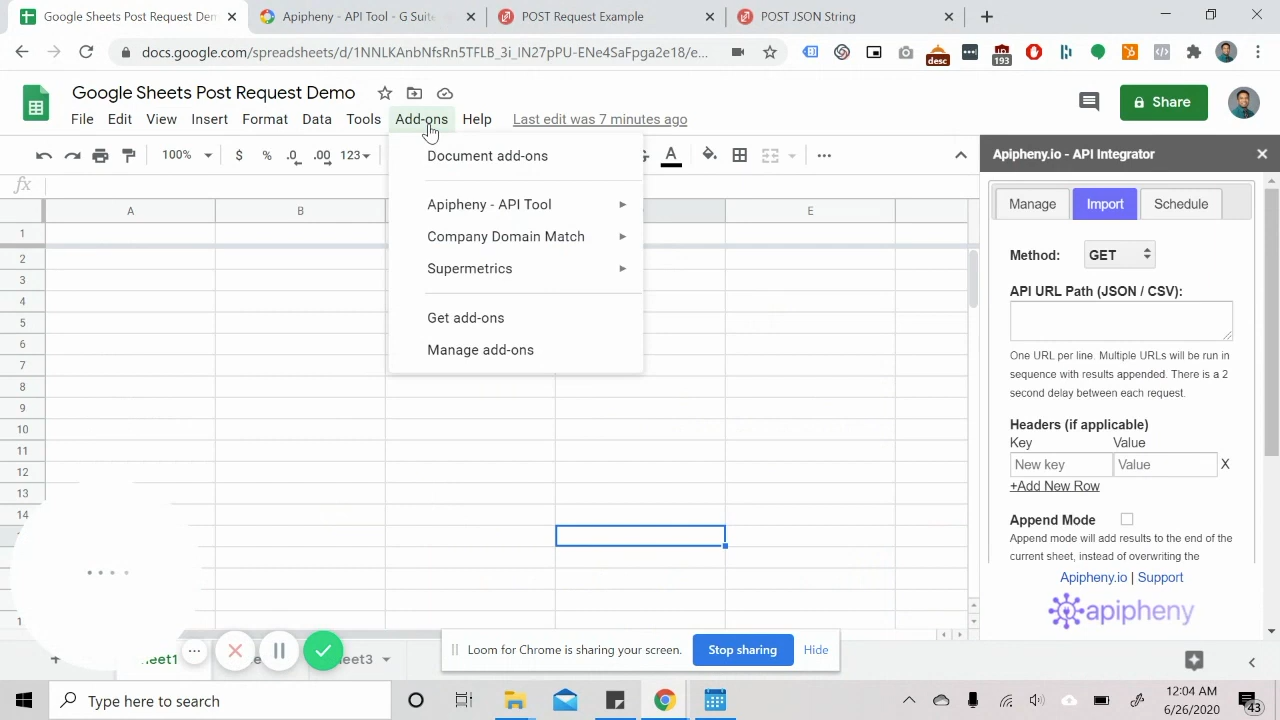 Google Sheets Post Request Demo
Apipheny - API Tool - G Suite
POST Request Example
POST JSON String
docs.google.com/spreadsheets/d/1NNLKAnbNfsRn5TFLB_3i_IN27pPU-ENe4SaFpga2e18/e...
desc
193
Google Sheets Post Request Demo
Share
File Edit View Insert Format Data Tools Add-ons Help Last edit was 7 minutes ago
100% $ % .0 .00 123
fx
Document add-ons
Apipheny - API Tool
Company Domain Match
Supermetrics
Get add-ons
Manage add-ons
A B E
1
2
3
4
5
6
7
8
9
10
11
12
13
14
Apipheny.io - API Integrator
Manage Import Schedule
Method: GET
API URL Path (JSON / CSV):
One URL per line. Multiple URLs will be run in
sequence with results appended. There is a 2
second delay between each request.
Headers (if applicable)
Key Value
New key Value X
+Add New Row
Append Mode
Append mode will add results to the end of the
current sheet, instead of overwriting the
Apipheny.io | Support
apipheny
Loom for Chrome is sharing your screen. Stop sharing Hide
Type here to search
12:04 AM
6/26/2020
43